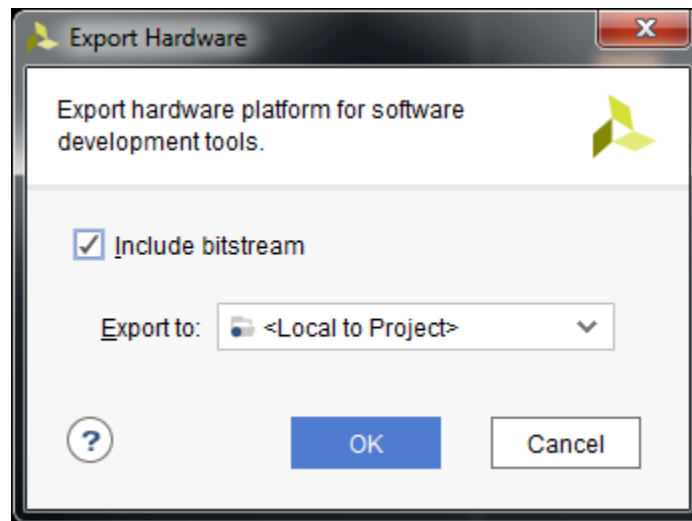 Export Hardware
Export hardware platform for software
development tools.
Include bitstream
Export to: <Local to Project>
?
OK Cancel